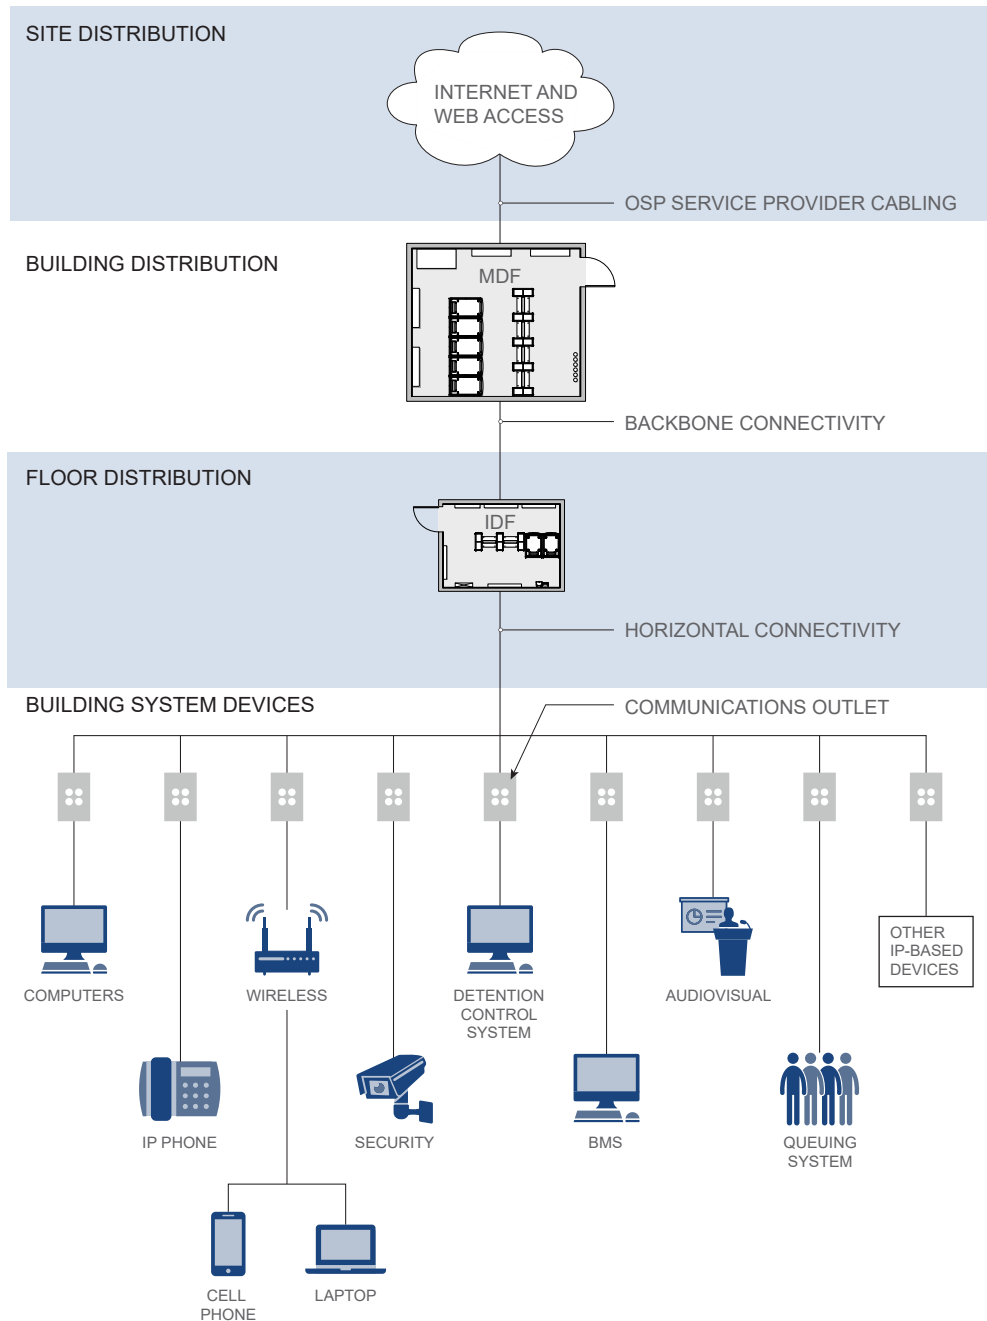 SITE DISTRIBUTION
INTERNET AND
WEB ACCESS
OSP SERVICE PROVIDER CABLING
BUILDING DISTRIBUTION
MDF
BACKBONE CONNECTIVITY
FLOOR DISTRIBUTION
IDF
HORIZONTAL CONNECTIVITY
BUILDING SYSTEM DEVICES
COMMUNICATIONS OUTLET
COMPUTERS
WIRELESS
DETENTION
CONTROL
SYSTEM
AUDIOVISUAL
OTHER
IP-BASED
DEVICES
IP PHONE
SECURITY
BMS
QUEUING
SYSTEM
CELL
PHONE
LAPTOP